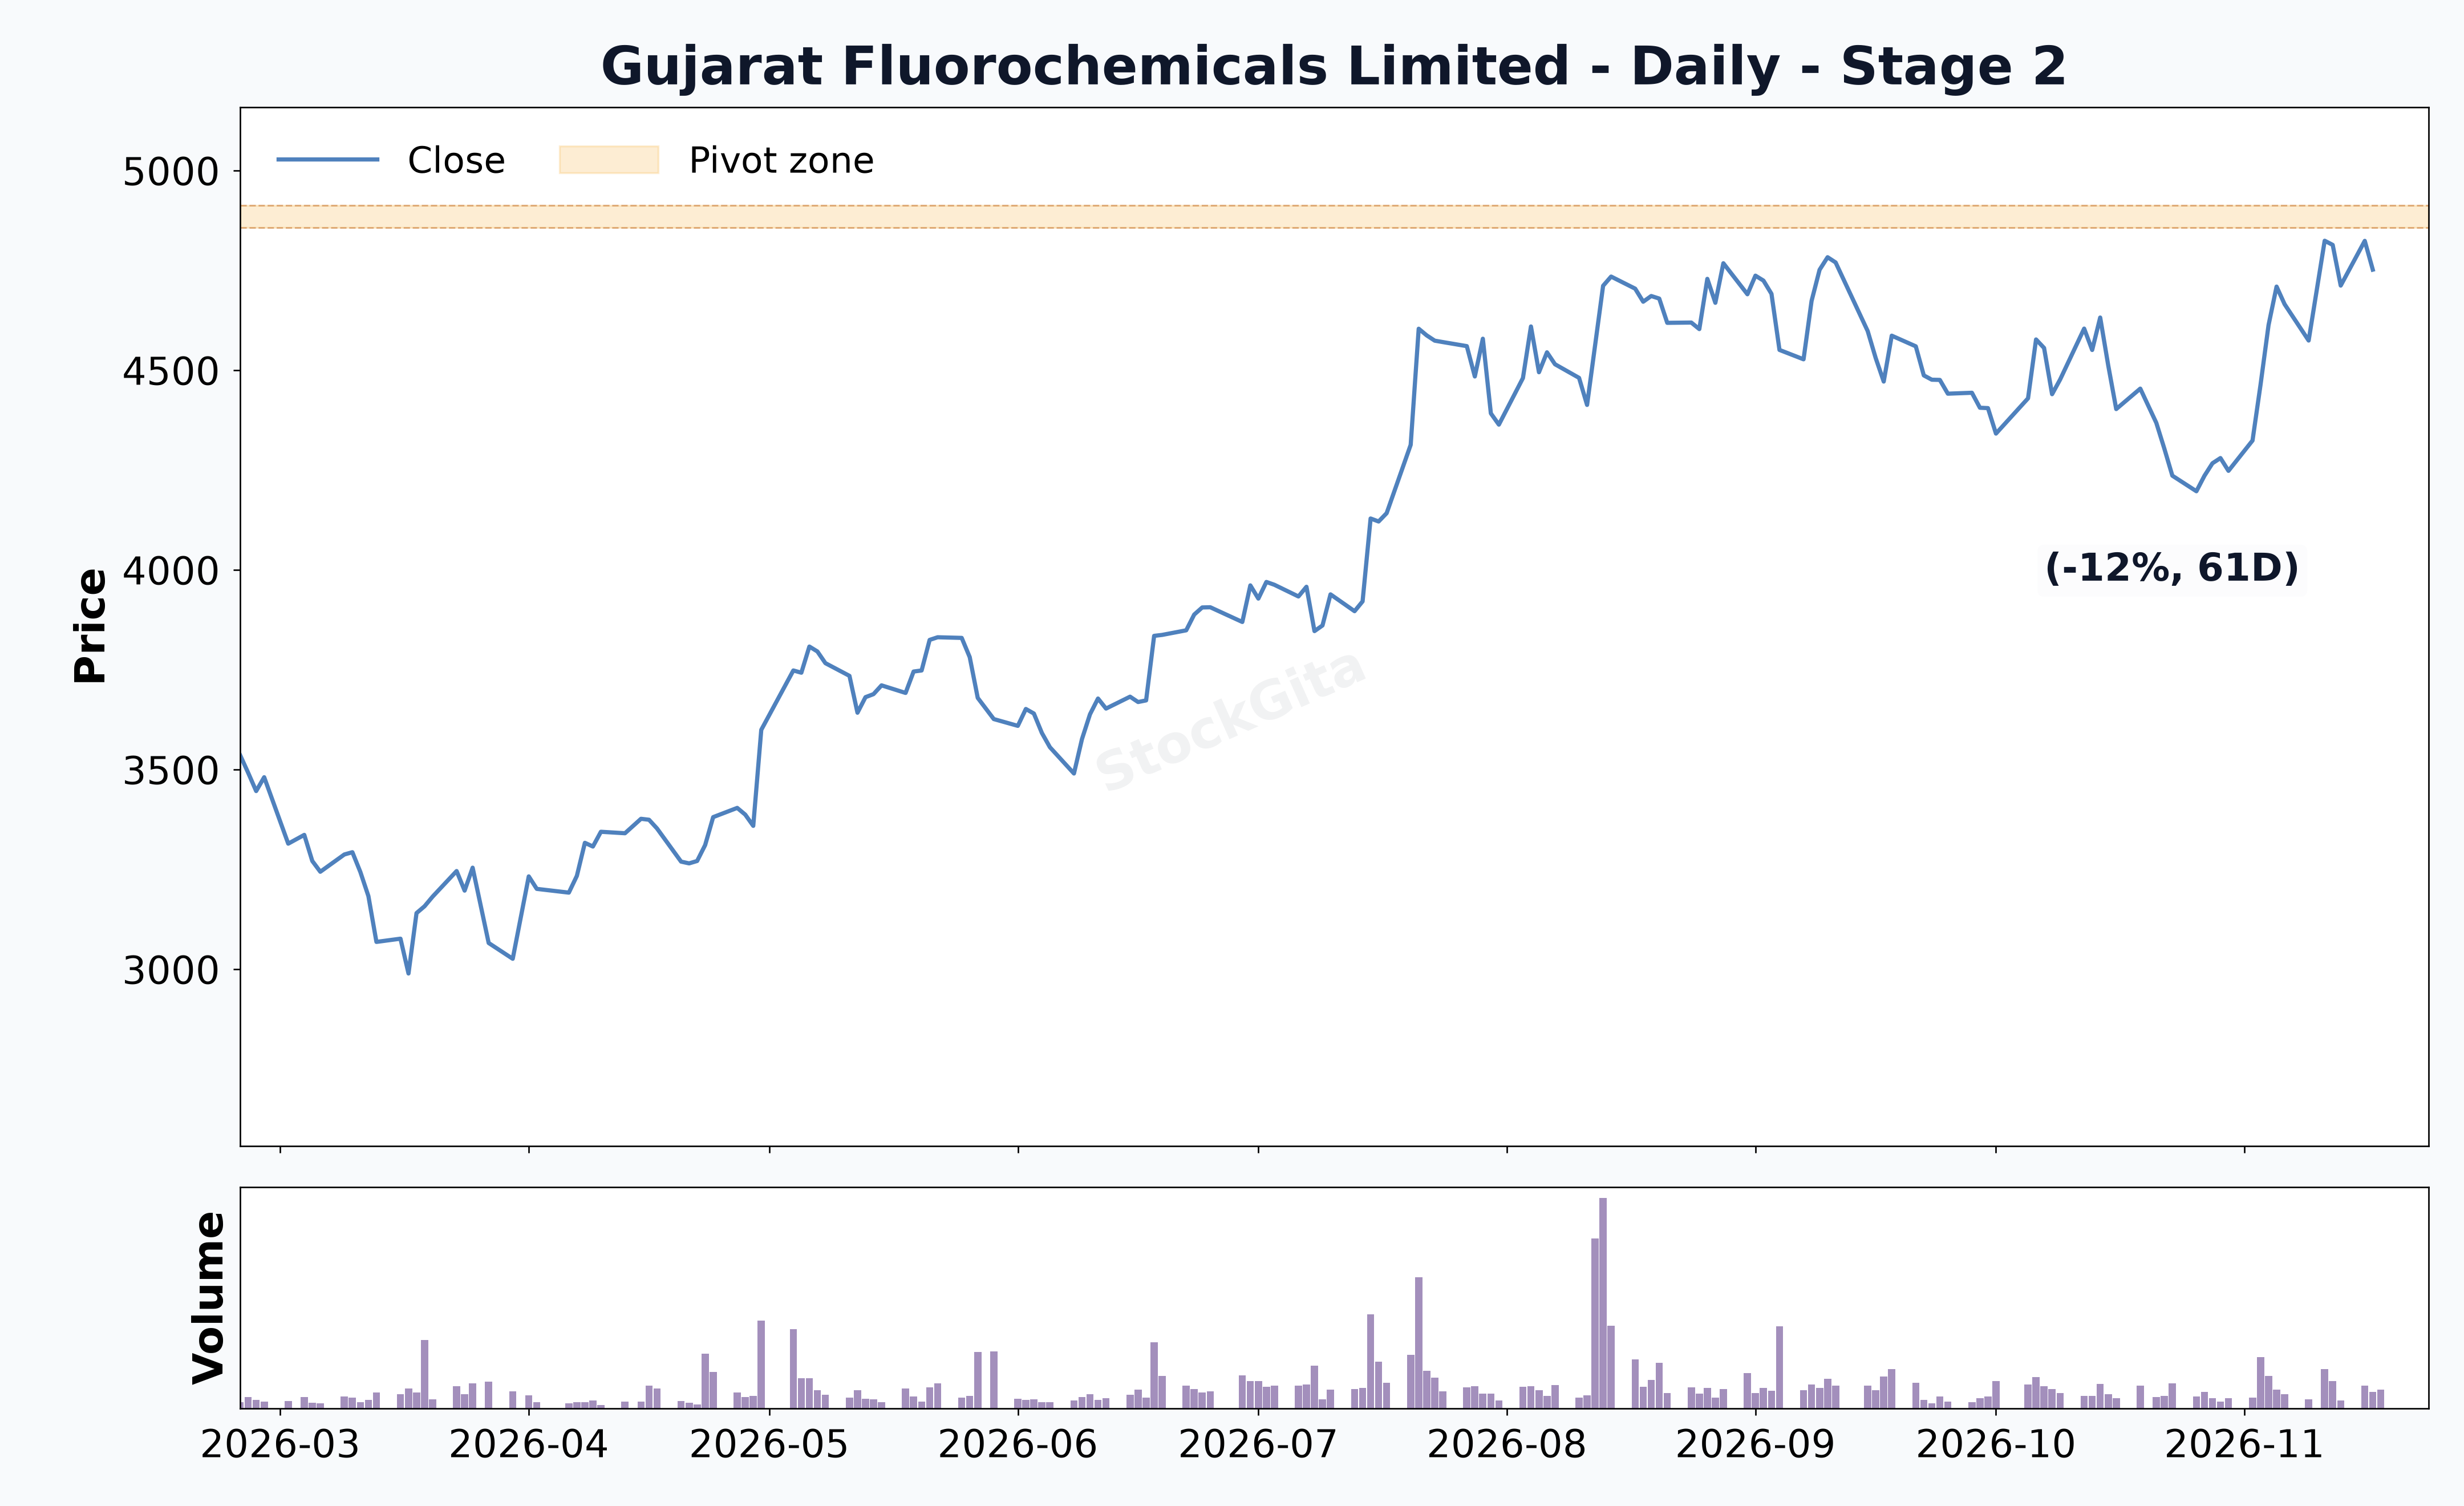 Gujarat Fluorochemicals Limited - Daily - Stage 2
Close
Pivot zone
5000
4500
4000
3500
3000
Price
(-12%, 61D)
StockGita
Volume
2026-03
2026-04
2026-05
2026-06
2026-07
2026-08
2026-09
2026-10
2026-11